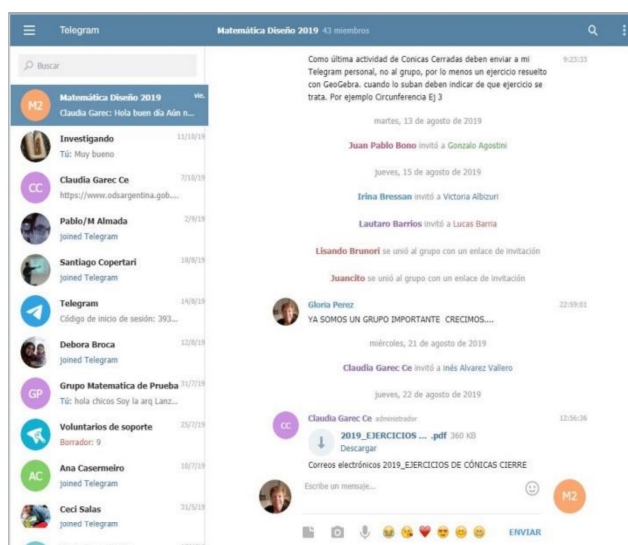 Telegram
Matemática Diseño 2019 43 miembros
Buscar
M2
Matemática Diseño 2019 vie.
Claudia Garec: Hola buen día Aún n...
Investigando 11/10/19
Tú: Muy bueno
CC
Claudia Garec Ce 7/10/19
https://www.odsargentina.gob....
Pablo/M Almada 2/9/19
joined Telegram
Santiago Copertari 18/8/19
joined Telegram
Telegram 14/8/19
Código de inicio de sesión: 393...
Debora Broca 12/8/19
joined Telegram
GP
Grupo Matematica de Prueba 31/7/19
Tú: hola chicos Soy la arq Lanz...
Voluntarios de soporte 25/7/19
Borrador: 9
AC
Ana Casermeiro 10/7/19
joined Telegram
Ceci Salas 31/5/19
joined Telegram
Como última actividad de Conicas Cerradas deben enviar a mi 9:23:33
Telegram personal, no al grupo, por lo menos un ejercicio resuelto
con GeoGebra. cuando lo suban deben indicar de que ejercicio se
trata. Por ejemplo Circunferencia Ej 3
martes, 13 de agosto de 2019
Juan Pablo Bono invitó a Gonzalo Agostini
jueves, 15 de agosto de 2019
Irina Bressan invitó a Victoria Albizuri
Lautaro Barrios invitó a Lucas Barria
Lisando Brunori se unió al grupo con un enlace de invitación
Juancito se unió al grupo con un enlace de invitación
Gloria Perez 22:59:01
YA SOMOS UN GRUPO IMPORTANTE CRECIMOS....
miércoles, 21 de agosto de 2019
Claudia Garec Ce invitó a Inés Alvarez Vallero
jueves, 22 de agosto de 2019
CC
Claudia Garec Ce administrador 12:56:36
2019_EJERCICIOS ... .pdf 360 KB
Descargar
Correos electrónicos 2019_EJERCICIOS DE CÓNICAS CIERRE
Escribe un mensaje...
M2
ENVIAR